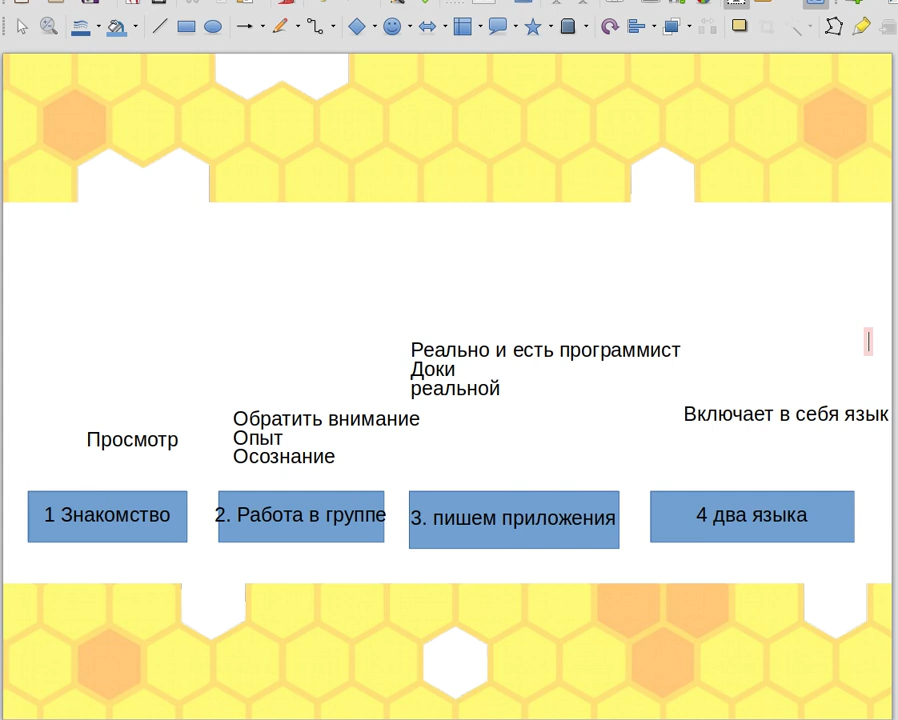 Реально и есть программист
Доки
реальной
Включает в себя язык
Обратить внимание
Опыт
Осознание
Просмотр
1 Знакомство
2. Работа в группе
3. пишем приложения
4 два языка